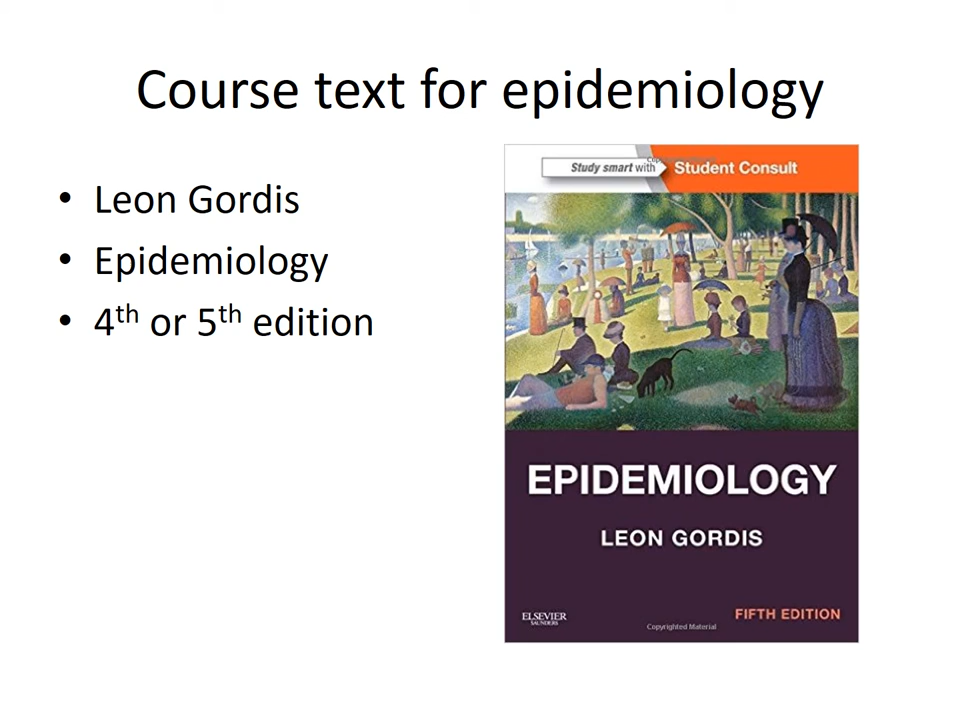 Course text for epidemiology
• Leon Gordis
• Epidemiology
• 4th or 5th edition
Study smart with Student Consult
EPIDEMIOLOGY
LEON GORDIS
ELSEVIER
SAUNDERS
FIFTH EDITION
Copyrighted Material